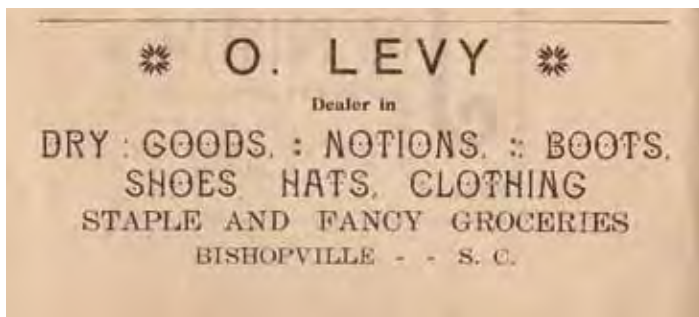 O. LEVY
Dealer in
DRY : GOODS, : NOTIONS, :: BOOTS,
SHOES HATS, CLOTHING
STAPLE AND FANCY GROCERIES
BISHOPVILLE - - S. C.